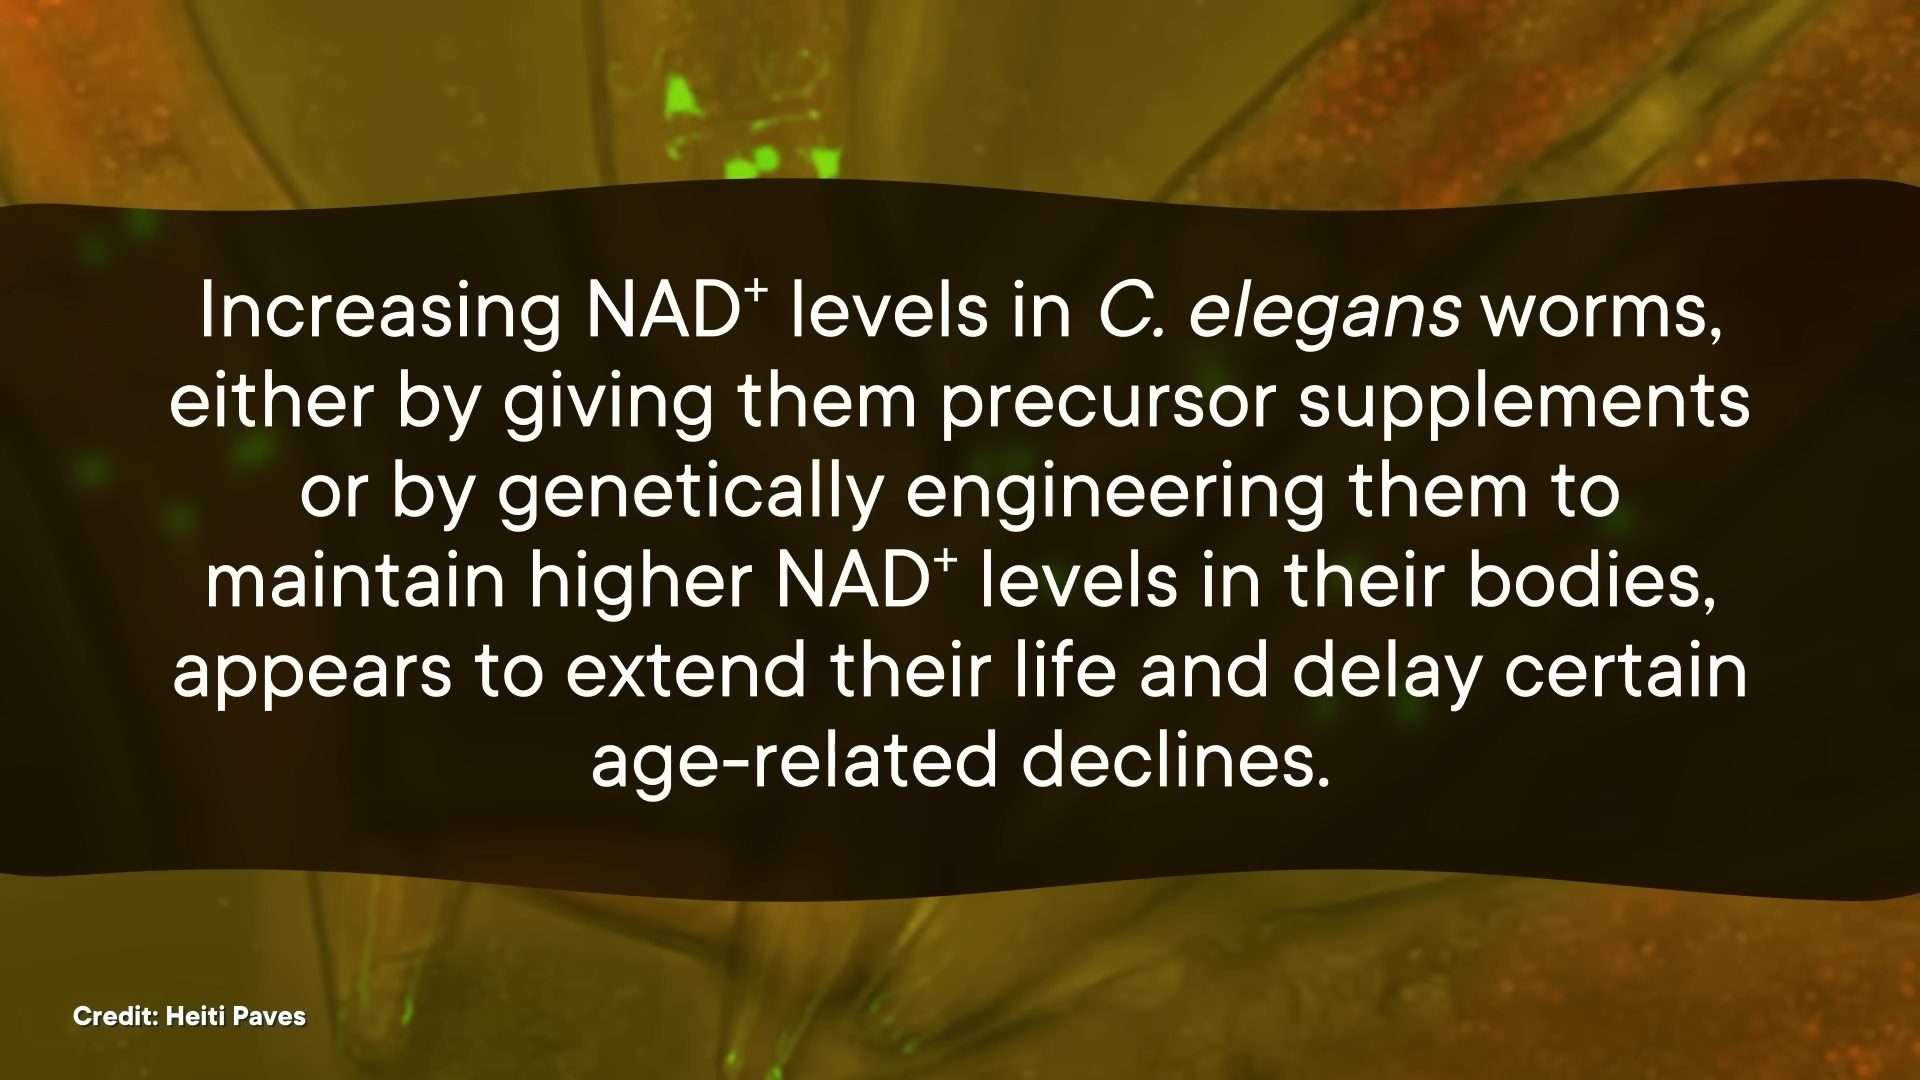 Increasing NAD⁺ levels in C. elegans worms,
either by giving them precursor supplements
or by genetically engineering them to
maintain higher NAD⁺ levels in their bodies,
appears to extend their life and delay certain
age-related declines.
Credit: Heiti Paves